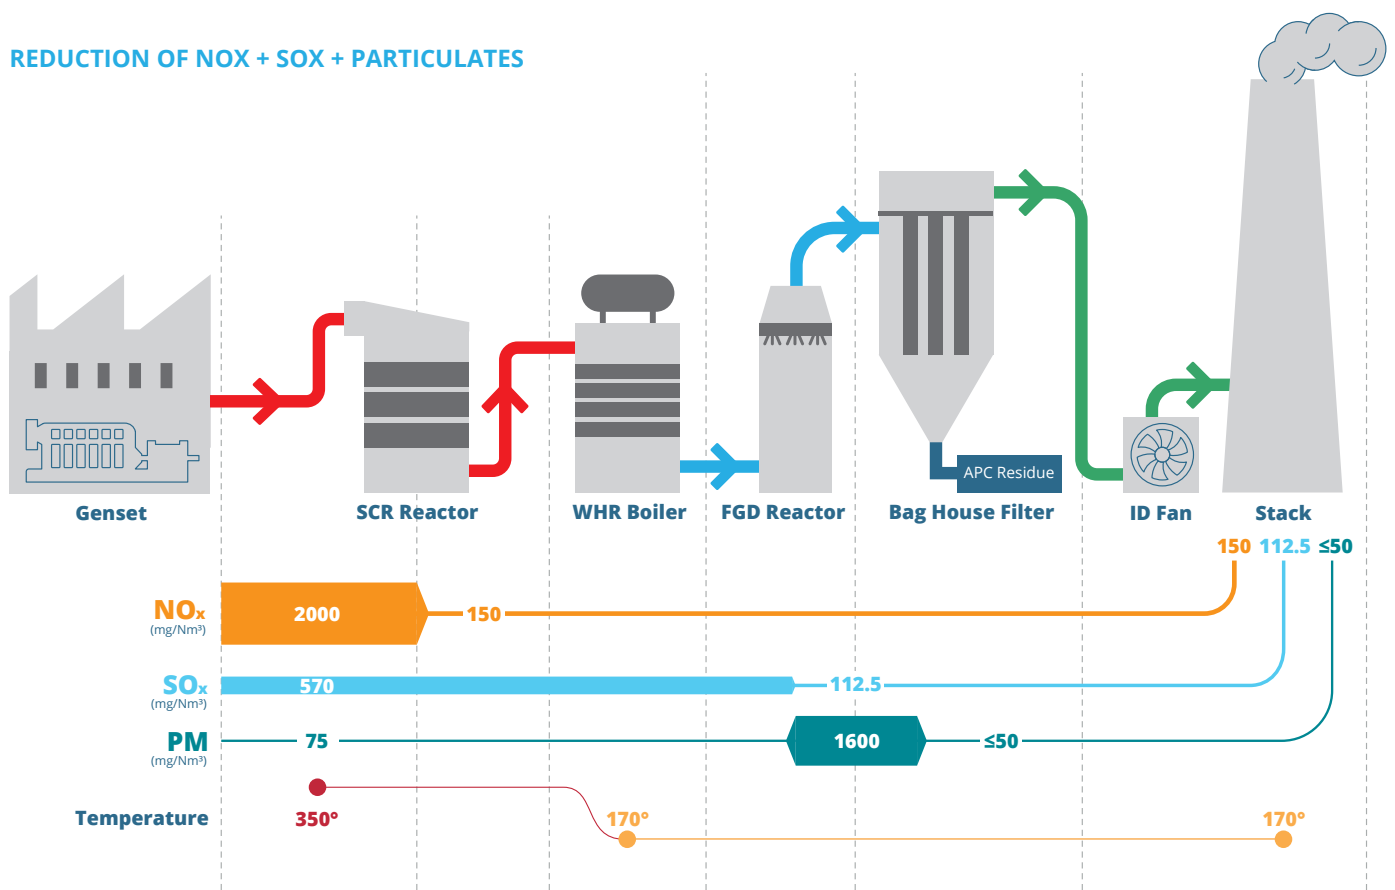 REDUCTION OF NOX + SOX + PARTICULATES
APC Residue
Genset
SCR Reactor
WHR Boiler
FGD Reactor
Bag House Filter
ID Fan
Stack
150 112.5 ≤50
NOx
(mg/Nm³)
2000
150
SOx
(mg/Nm³)
570
112.5
PM
(mg/Nm³)
75
1600
≤50
Temperature
350°
170°
170°